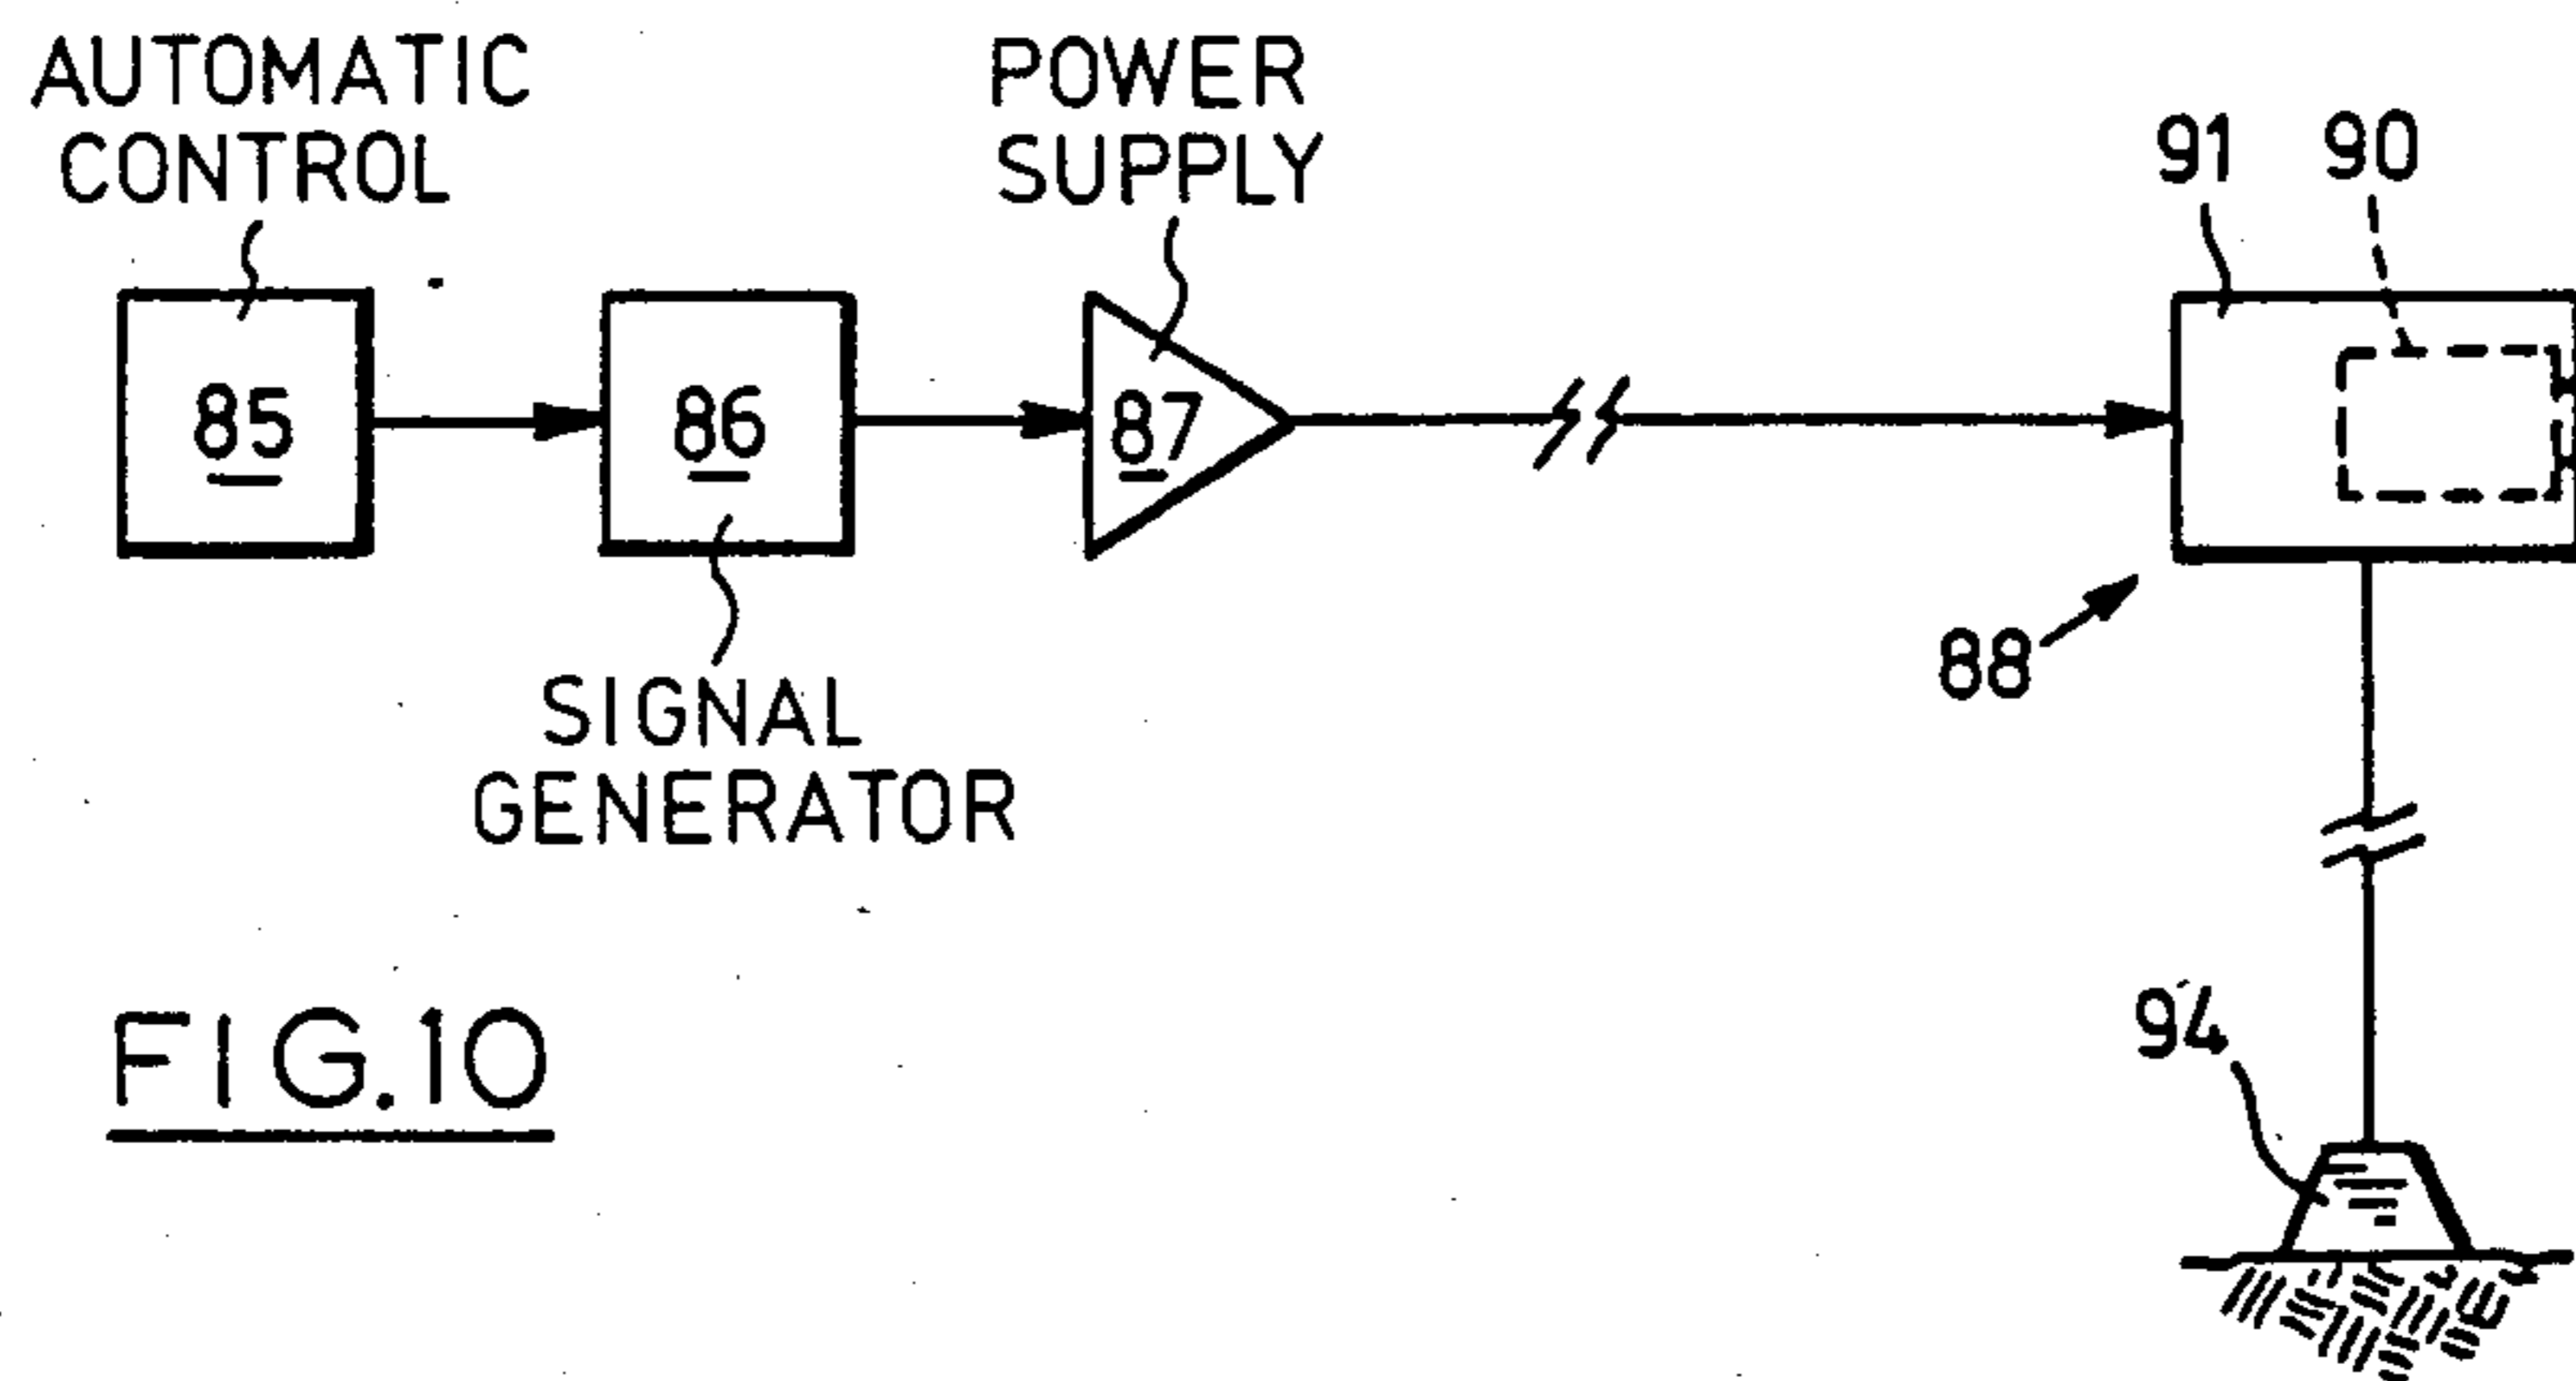 AUTOMATIC
CONTROL
POWER
SUPPLY
91 90
85 86 87
88
SIGNAL
GENERATOR
94
FIG.10